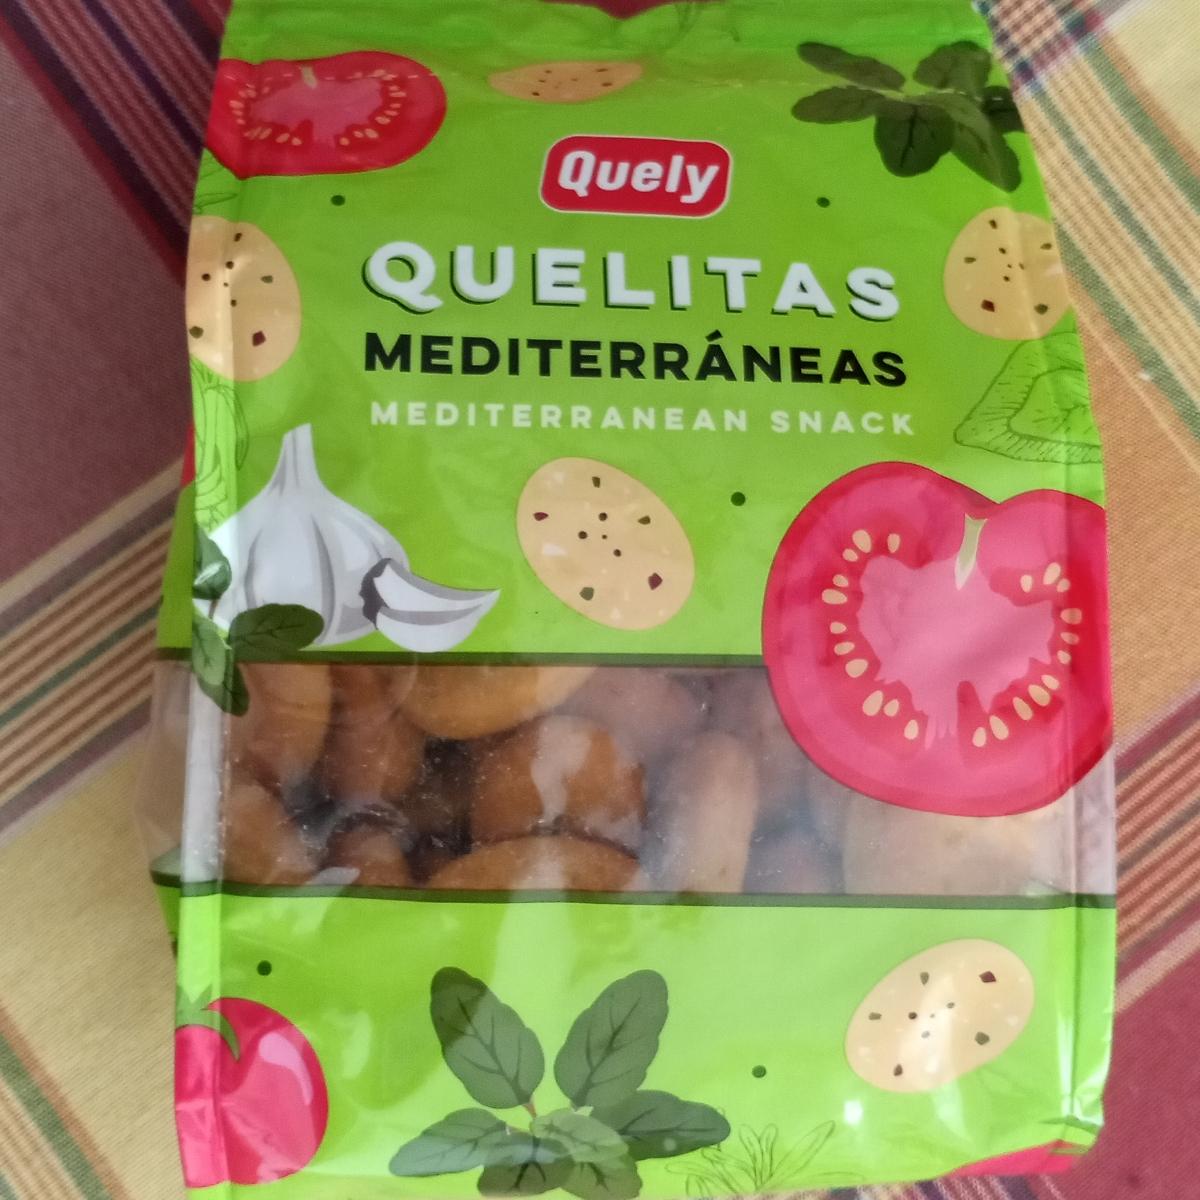 Quely
QUELITAS
MEDITERRÁNEAS
MEDITERRANEAN SNACK